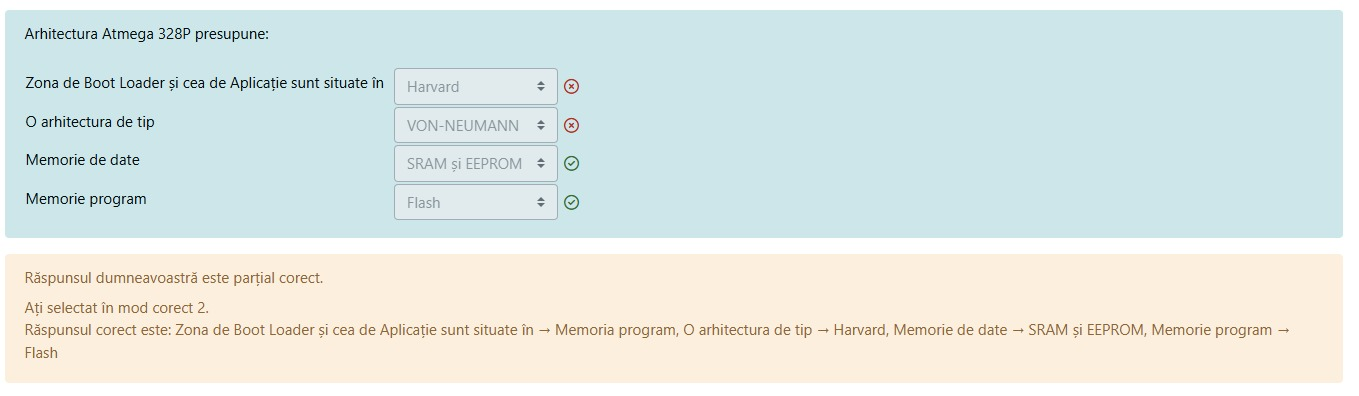 Arhitectura Atmega 328P presupune:
Zona de Boot Loader și cea de Aplicație sunt situate în Harvard
O arhitectura de tip VON-NEUMANN
Memorie de date SRAM și EEPROM
Memorie program Flash
Răspunsul dumneavoastră este parțial corect.
Ați selectat în mod corect 2.
Răspunsul corect este: Zona de Boot Loader și cea de Aplicație sunt situate în → Memoria program, O arhitectura de tip → Harvard, Memorie de date → SRAM și EEPROM, Memorie program →
Flash